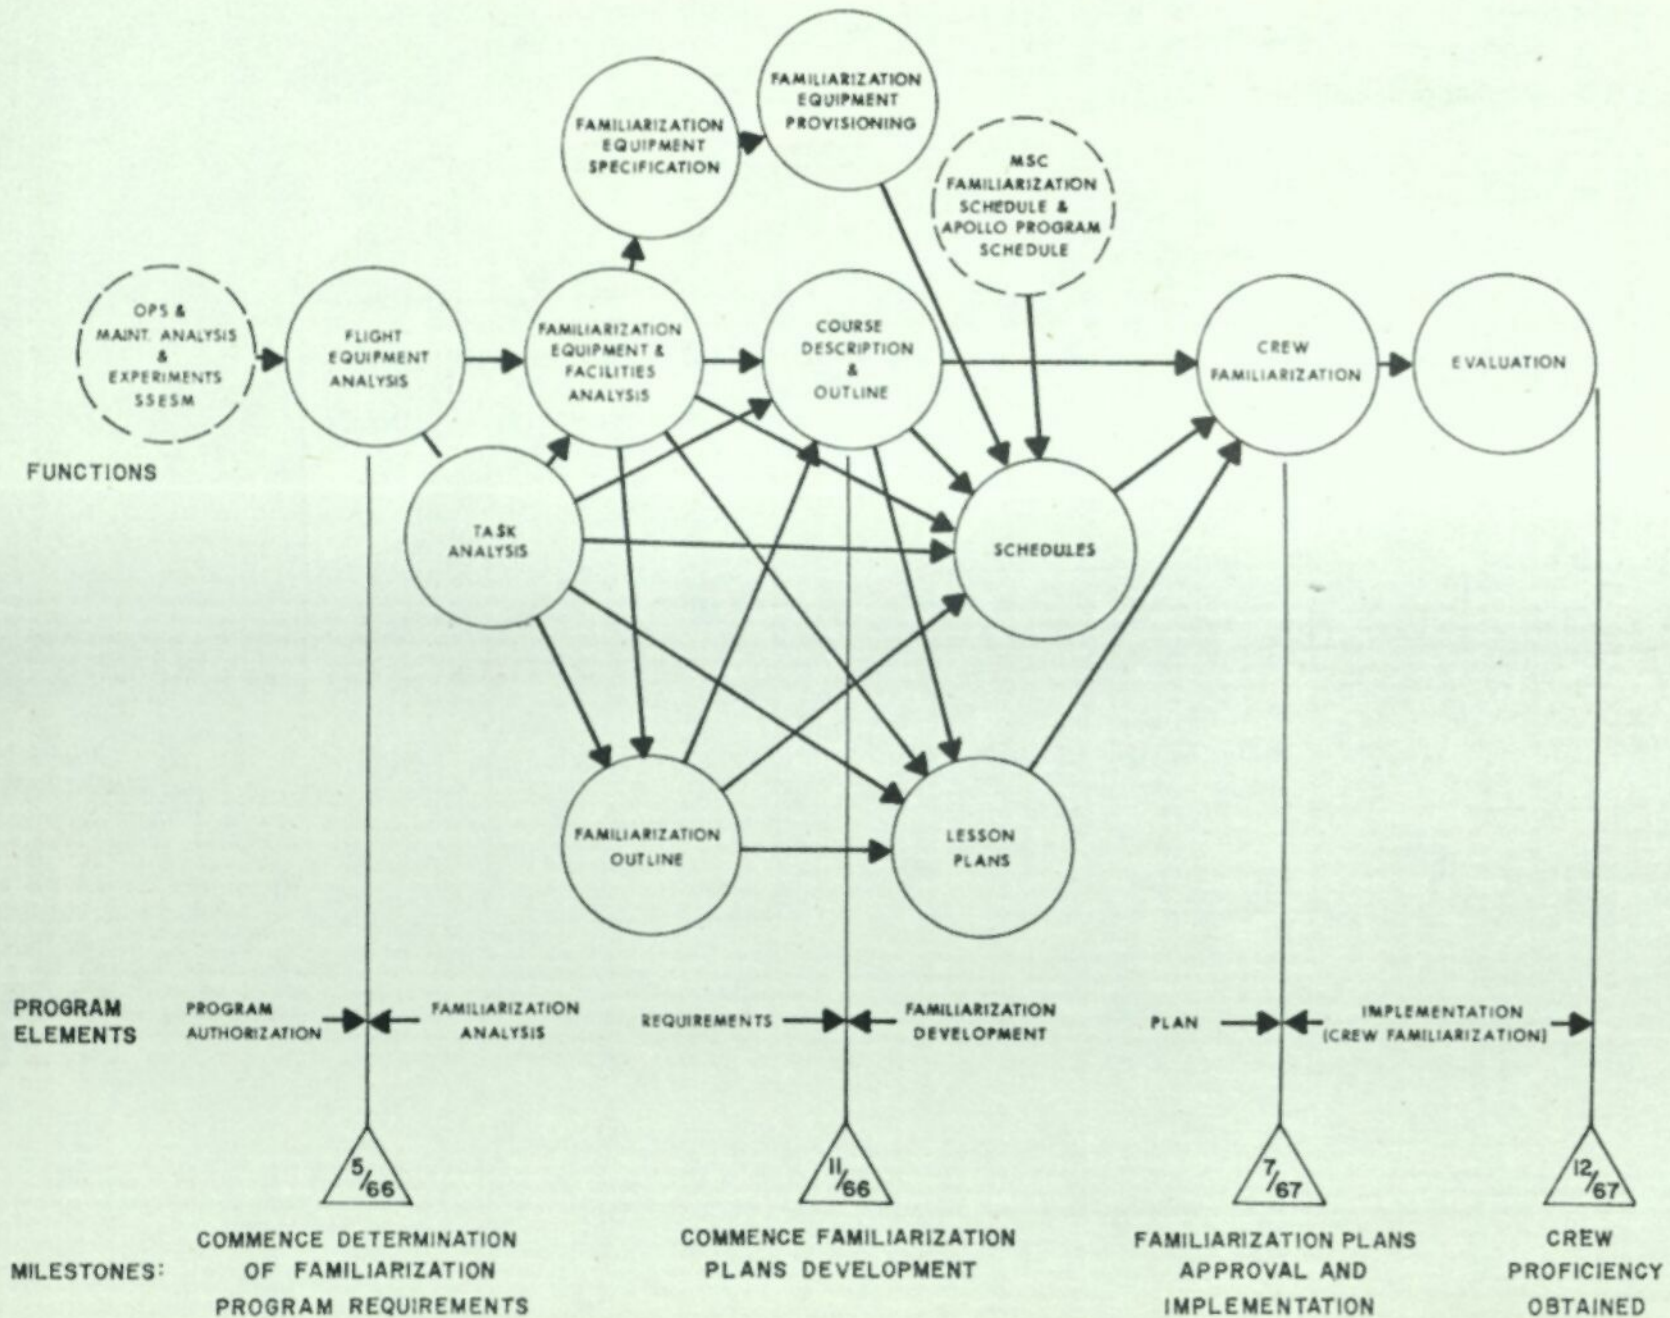 FAMILIARIZATION
EQUIPMENT
SPECIFICATION
FAMILIARIZATION
EQUIPMENT
PROVISIONING
MSC
FAMILIARIZATION
SCHEDULE &
APOLLO PROGRAM
SCHEDULE
OPS &
MAINT. ANALYSIS
&
EXPERIMENTS
SSESM
FLIGHT
EQUIPMENT
ANALYSIS
FAMILIARIZATION
EQUIPMENT &
FACILITIES
ANALYSIS
COURSE
DESCRIPTION
&
OUTLINE
CREW
FAMILIARIZATION
EVALUATION
FUNCTIONS
TASK
ANALYSIS
SCHEDULES
FAMILIARIZATION
OUTLINE
LESSON
PLANS
PROGRAM
ELEMENTS
PROGRAM
AUTHORIZATION
FAMILIARIZATION
ANALYSIS
REQUIREMENTS
FAMILIARIZATION
DEVELOPMENT
PLAN
IMPLEMENTATION
(CREW FAMILIARIZATION)
5/66
11/66
7/67
12/67
MILESTONES:
COMMENCE DETERMINATION
OF FAMILIARIZATION
PROGRAM REQUIREMENTS
COMMENCE FAMILIARIZATION
PLANS DEVELOPMENT
FAMILIARIZATION PLANS
APPROVAL AND
IMPLEMENTATION
CREW
PROFICIENCY
OBTAINED